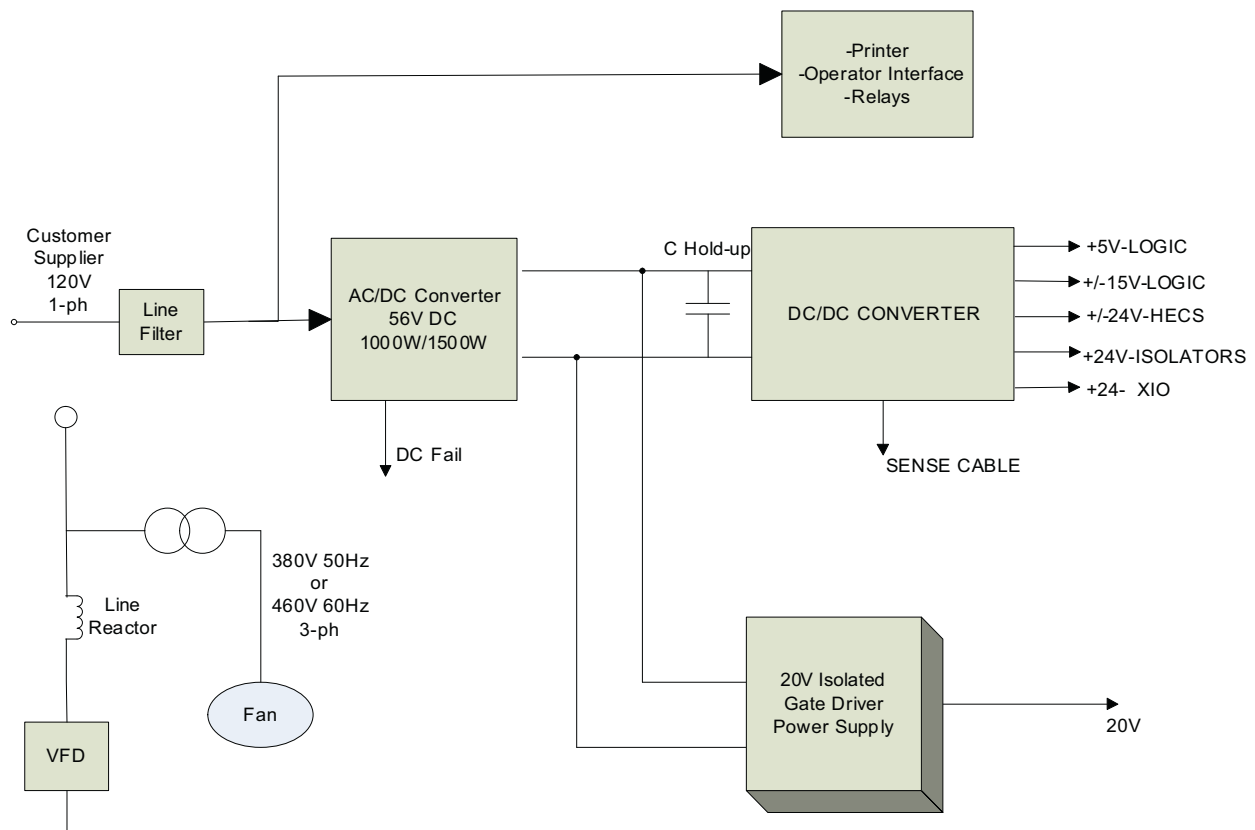 -Printer
-Operator Interface
-Relays
Customer
Supplier
120V
1-ph
Line
Filter
AC/DC Converter
56V DC
1000W/1500W
C Hold-up
DC/DC CONVERTER
+5V-LOGIC
+/-15V-LOGIC
+/-24V-HECS
+24V-ISOLATORS
+24- XIO
DC Fail
SENSE CABLE
380V 50Hz
or
460V 60Hz
3-ph
Line
Reactor
Fan
VFD
20V Isolated
Gate Driver
Power Supply
20V